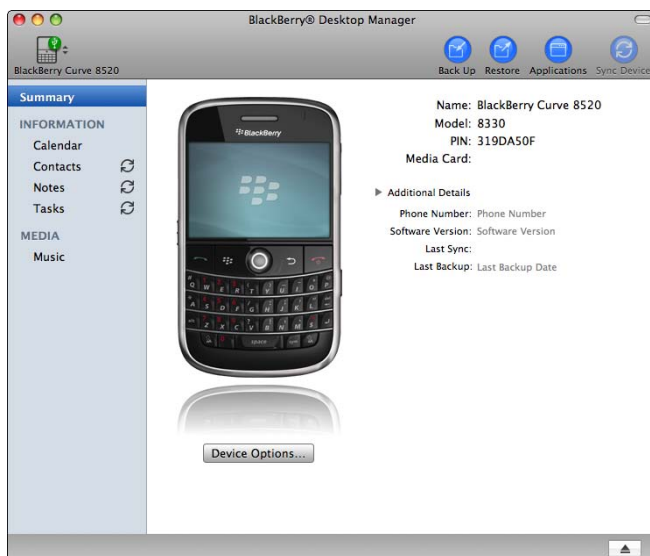 BlackBerry® Desktop Manager
BlackBerry Curve 8520
Back Up Restore Applications Sync Device
Summary
INFORMATION
Calendar
Contacts
Notes
Tasks
MEDIA
Music
BlackBerry
Name: BlackBerry Curve 8520
Model: 8330
PIN: 319DA50F
Media Card:
Additional Details
Phone Number: Phone Number
Software Version: Software Version
Last Sync:
Last Backup: Last Backup Date
Q W E R T Y U I O P
A S D F G H J K L
Z X C V B N M
Device Options...